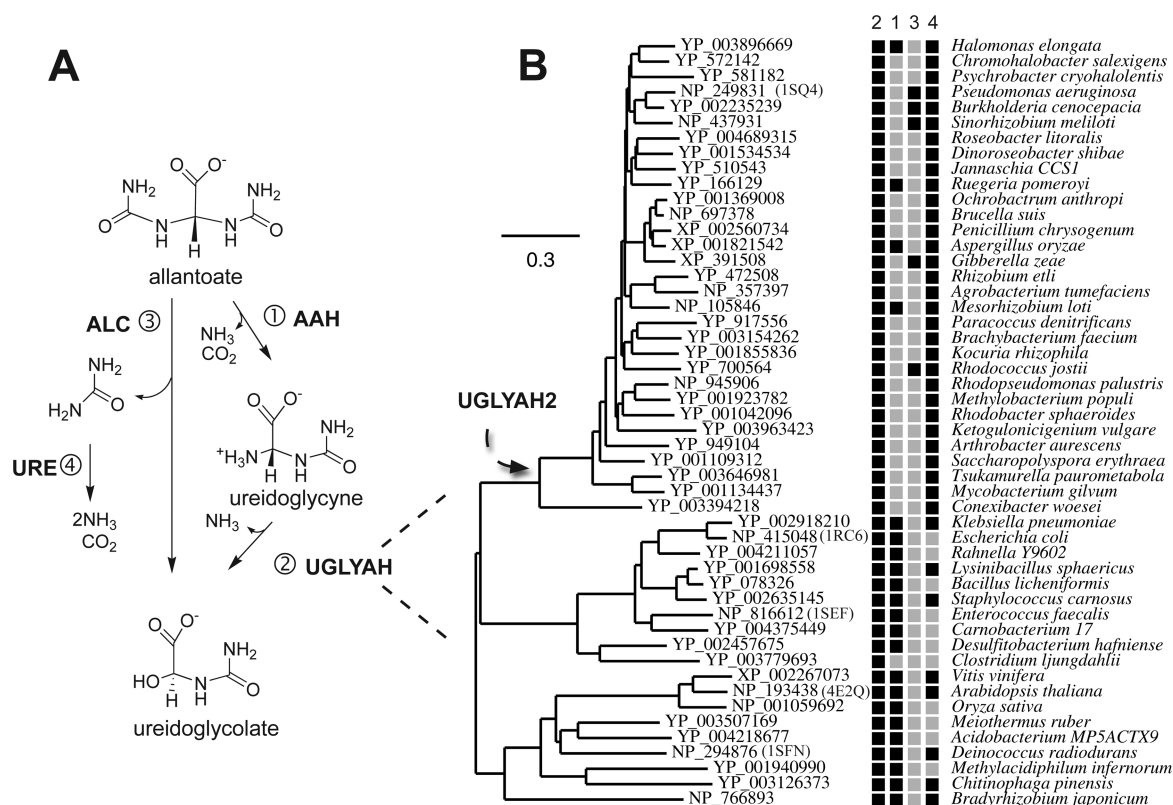 A
NH₂
O
N
H
C
O
O⁻
H
N
H
NH₂
O
allantoate
ALC ③
NH₃
CO₂
① AAH
NH₂
H₂N
O
URE ④
2NH₃
CO₂
O
O⁻
⁺H₃N
C
H
N
H
NH₂
O
ureidoglycyne
NH₃
② UGLYAH
O
O⁻
C
HO
H
N
H
NH₂
O
ureidoglycolate
B
0.3
UGLYAH2
2 1 3 4
YP_003896669 Halomonas elongata
YP_572142 Chromohalobacter salexigens
YP_581182 Psychrobacter cryohalolentis
NP_249831 (1SQ4) Pseudomonas aeruginosa
YP_002235239 Burkholderia cenocepacia
NP_437931 Sinorhizobium meliloti
YP_004689315 Roseobacter litoralis
YP_001534534 Dinoroseobacter shibae
YP_510543 Jannaschia CCS1
YP_166129 Ruegeria pomeroyi
YP_001369008 Ochrobactrum anthropi
NP_697378 Brucella suis
XP_002560734 Penicillium chrysogenum
XP_001821542 Aspergillus oryzae
XP_391508 Gibberella zeae
YP_472508 Rhizobium etli
NP_357397 Agrobacterium tumefaciens
NP_105846 Mesorhizobium loti
YP_917556 Paracoccus denitrificans
YP_003154262 Brachybacterium faecium
YP_001855836 Kocuria rhizophila
YP_700564 Rhodococcus jostii
NP_945906 Rhodopseudomonas palustris
YP_001923782 Methylobacterium populi
YP_001042096 Rhodobacter sphaeroides
YP_003963423 Ketogulonicigenium vulgare
YP_949104 Arthrobacter aurescens
YP_001109312 Saccharopolyspora erythraea
YP_003646981 Tsukamurella paurometabola
YP_001134437 Mycobacterium gilvum
YP_003394218 Conexibacter woesei
YP_002918210 Klebsiella pneumoniae
NP_415048 (1RC6) Escherichia coli
YP_004211057 Rahnella Y9602
YP_001698558 Lysinibacillus sphaericus
YP_078326 Bacillus licheniformis
YP_002635145 Staphylococcus carnosus
NP_816612 (1SEF) Enterococcus faecalis
YP_004375449 Carnobacterium 17
YP_002457675 Desulfitobacterium hafniense
YP_003779693 Clostridium ljungdahlii
XP_002267073 Vitis vinifera
NP_193438 (4E2Q) Arabidopsis thaliana
NP_001059692 Oryza sativa
YP_003507169 Meiothermus ruber
YP_004218677 Acidobacterium MP5ACTX9
NP_294876 (1SFN) Deinococcus radiodurans
YP_001940990 Methylacidiphilum infernorum
YP_003126373 Chitinophaga pinensis
NP_766893 Bradyrhizobium japonicum